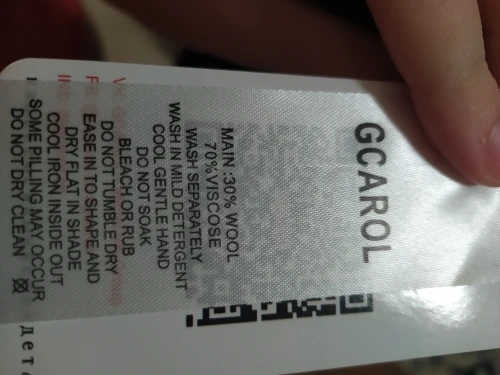 GCAROL
MAIN :30% WOOL
70%VISCOSE
WASH SEPARATELY
WASH IN MILD DETERGENT
COOL GENTLE HAND
DO NOT SOAK
BLEACH OR RUB
DO NOT TUMBLE DRY
EASE IN TO SHAPE AND
DRY FLAT IN SHADE
COOL IRON INSIDE OUT
SOME PILLING MAY OCCUR
DO NOT DRY CLEAN
дет